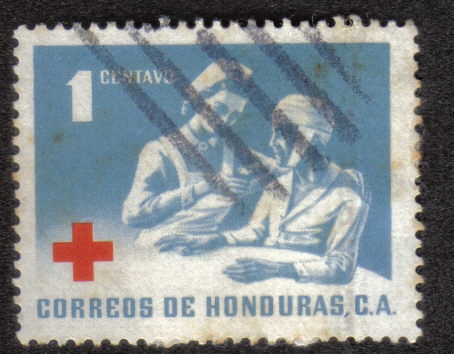 1 CENTAVO
CORREOS DE HONDURAS, C.A.